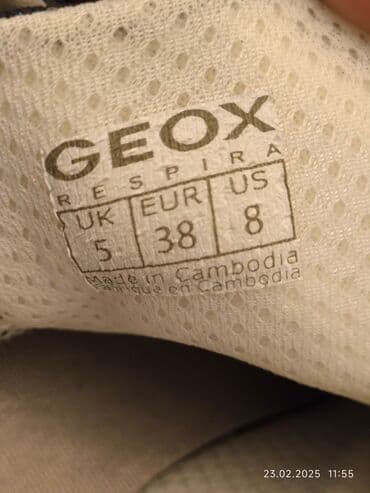 GEOX
RESPIRA
UK EUR US
5 38 8
Made in Cambodia
Fabriqué en Cambodia
23.02.2025 11:55